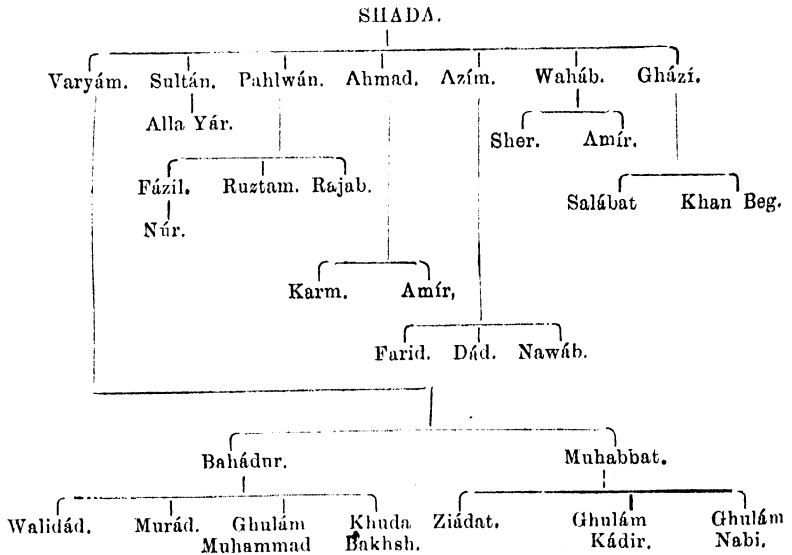 SHADA.
Varyám. Sultán. Pahlwán. Ahmad. Azím. Waháb. Ghází.
Alla Yár.
Sher. Amír.
Fázil. Ruztam. Rajab.
Salábat Khan Beg.
Núr.
Karm. Amír,
Farid. Dád. Nawáb.
Bahádur. Muhabbat.
Walidád. Murád. Ghulám Khuda Ziádat. Ghulám Ghulám
Muhammad Bakhsh. Kádir. Nabi.